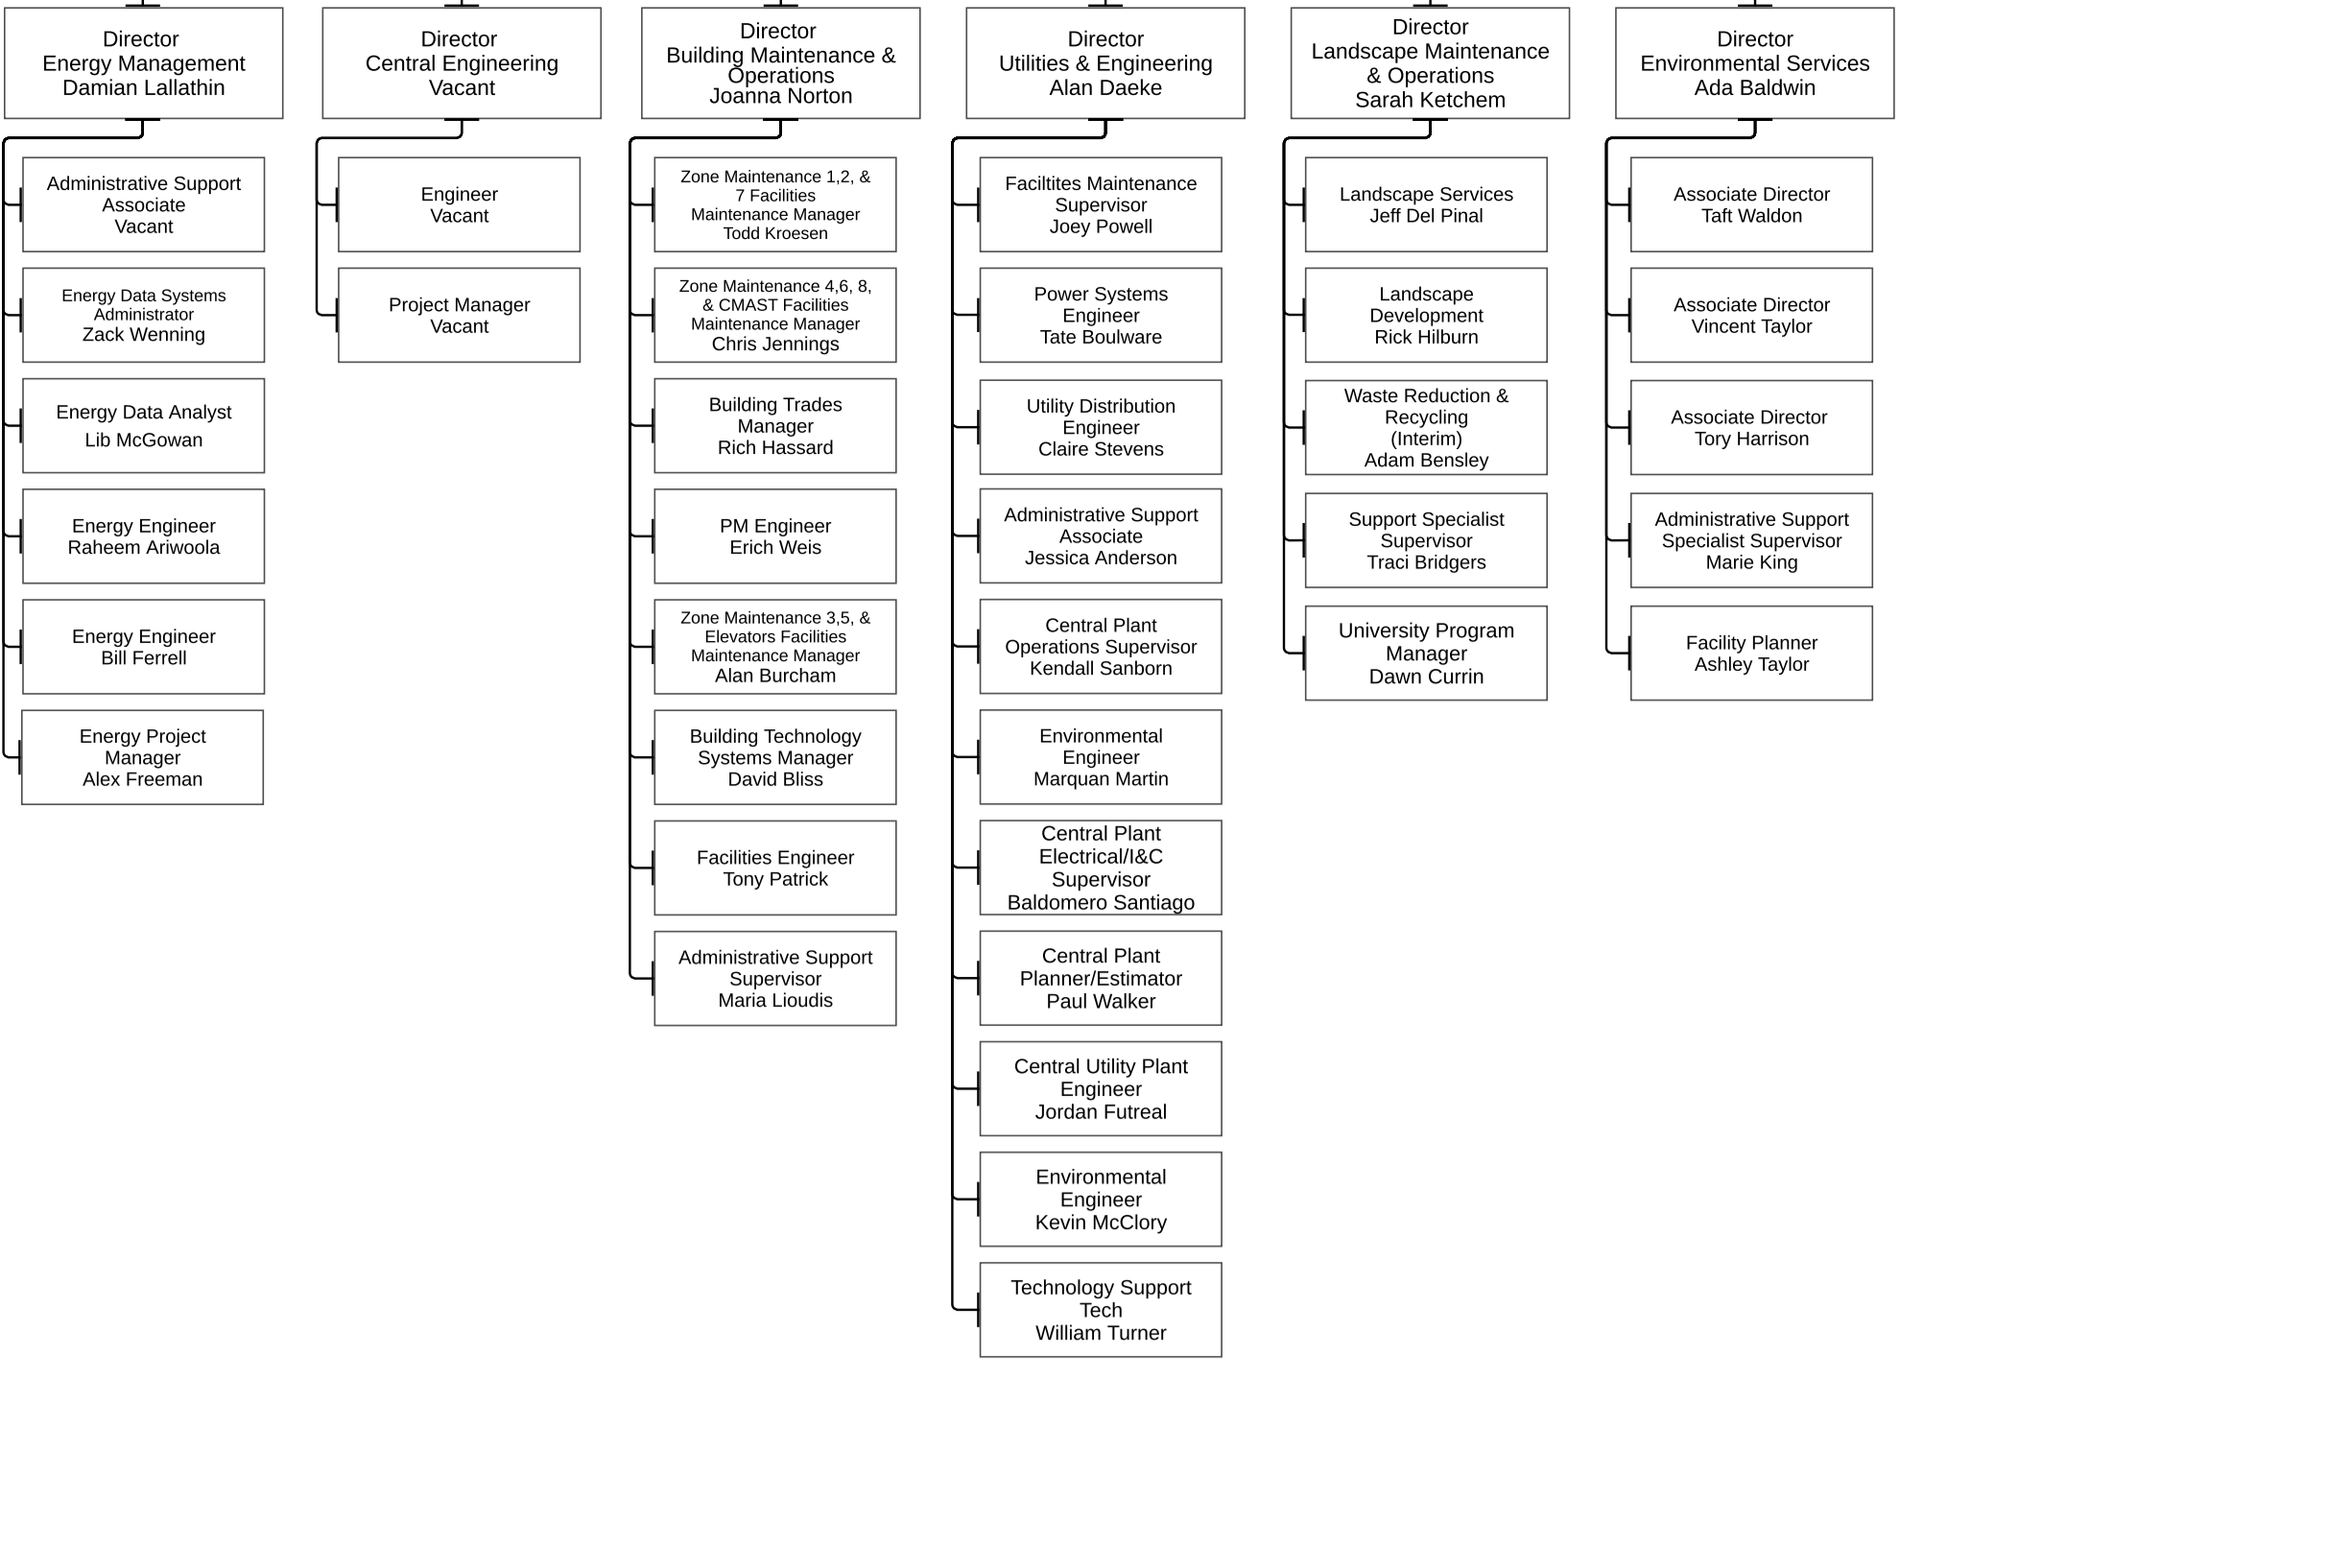 Director
Energy Management
Damian Lallathin
Administrative Support
Associate
Vacant
Energy Data Systems
Administrator
Zack Wenning
Energy Data Analyst
Lib McGowan
Energy Engineer
Raheem Ariwoola
Energy Engineer
Bill Ferrell
Energy Project
Manager
Alex Freeman
Director
Central Engineering
Vacant
Engineer
Vacant
Project Manager
Vacant
Director
Building Maintenance &
Operations
Joanna Norton
Zone Maintenance 1,2, &
7 Facilities
Maintenance Manager
Todd Kroesen
Zone Maintenance 4,6, 8,
& CMAST Facilities
Maintenance Manager
Chris Jennings
Building Trades
Manager
Rich Hassard
PM Engineer
Erich Weis
Zone Maintenance 3,5, &
Elevators Facilities
Maintenance Manager
Alan Burcham
Building Technology
Systems Manager
David Bliss
Facilities Engineer
Tony Patrick
Administrative Support
Supervisor
Maria Lioudis
Director
Utilities & Engineering
Alan Daeke
Faciltites Maintenance
Supervisor
Joey Powell
Power Systems
Engineer
Tate Boulware
Utility Distribution
Engineer
Claire Stevens
Administrative Support
Associate
Jessica Anderson
Central Plant
Operations Supervisor
Kendall Sanborn
Environmental
Engineer
Marquan Martin
Central Plant
Electrical/I&C
Supervisor
Baldomero Santiago
Central Plant
Planner/Estimator
Paul Walker
Central Utility Plant
Engineer
Jordan Futreal
Environmental
Engineer
Kevin McClory
Technology Support
Tech
William Turner
Director
Landscape Maintenance
& Operations
Sarah Ketchem
Landscape Services
Jeff Del Pinal
Landscape
Development
Rick Hilburn
Waste Reduction &
Recycling
(Interim)
Adam Bensley
Support Specialist
Supervisor
Traci Bridgers
University Program
Manager
Dawn Currin
Director
Environmental Services
Ada Baldwin
Associate Director
Taft Waldon
Associate Director
Vincent Taylor
Associate Director
Tory Harrison
Administrative Support
Specialist Supervisor
Marie King
Facility Planner
Ashley Taylor